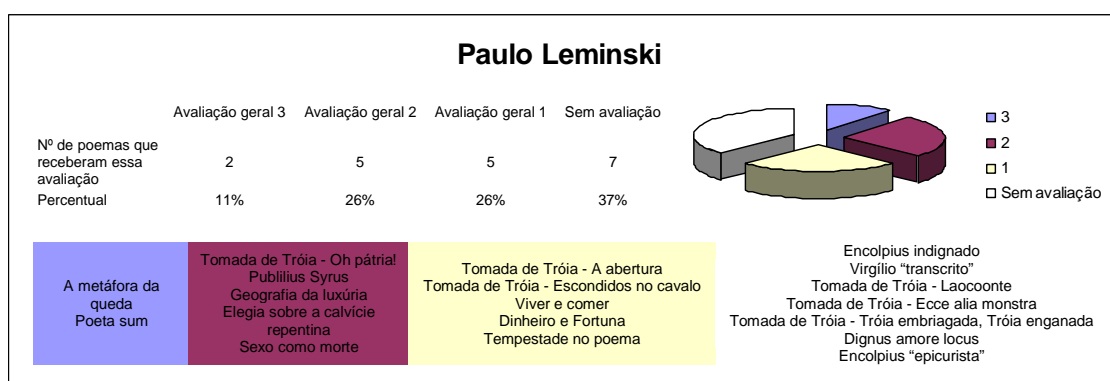 Paulo Leminski
Avaliação geral 3 Avaliação geral 2 Avaliação geral 1 Sem avaliação
Nº de poemas que
receberam essa
avaliação
2 5 5 7
Percentual 11% 26% 26% 37%
3
2
1
Sem avaliação
A metáfora da
queda
Poeta sum
Tomada de Tróia - Oh pátria!
Publilius Syrus
Geografia da luxúria
Elegia sobre a calvície
repentina
Sexo como morte
Tomada de Tróia - A abertura
Tomada de Tróia - Escondidos no cavalo
Viver e comer
Dinheiro e Fortuna
Tempestade no poema
Encolpius indignado
Virgílio “transcrito”
Tomada de Tróia - Laocoonte
Tomada de Tróia - Ecce alia monstra
Tomada de Tróia - Tróia embriagada, Tróia enganada
Dignus amore locus
Encolpius “epicurista”